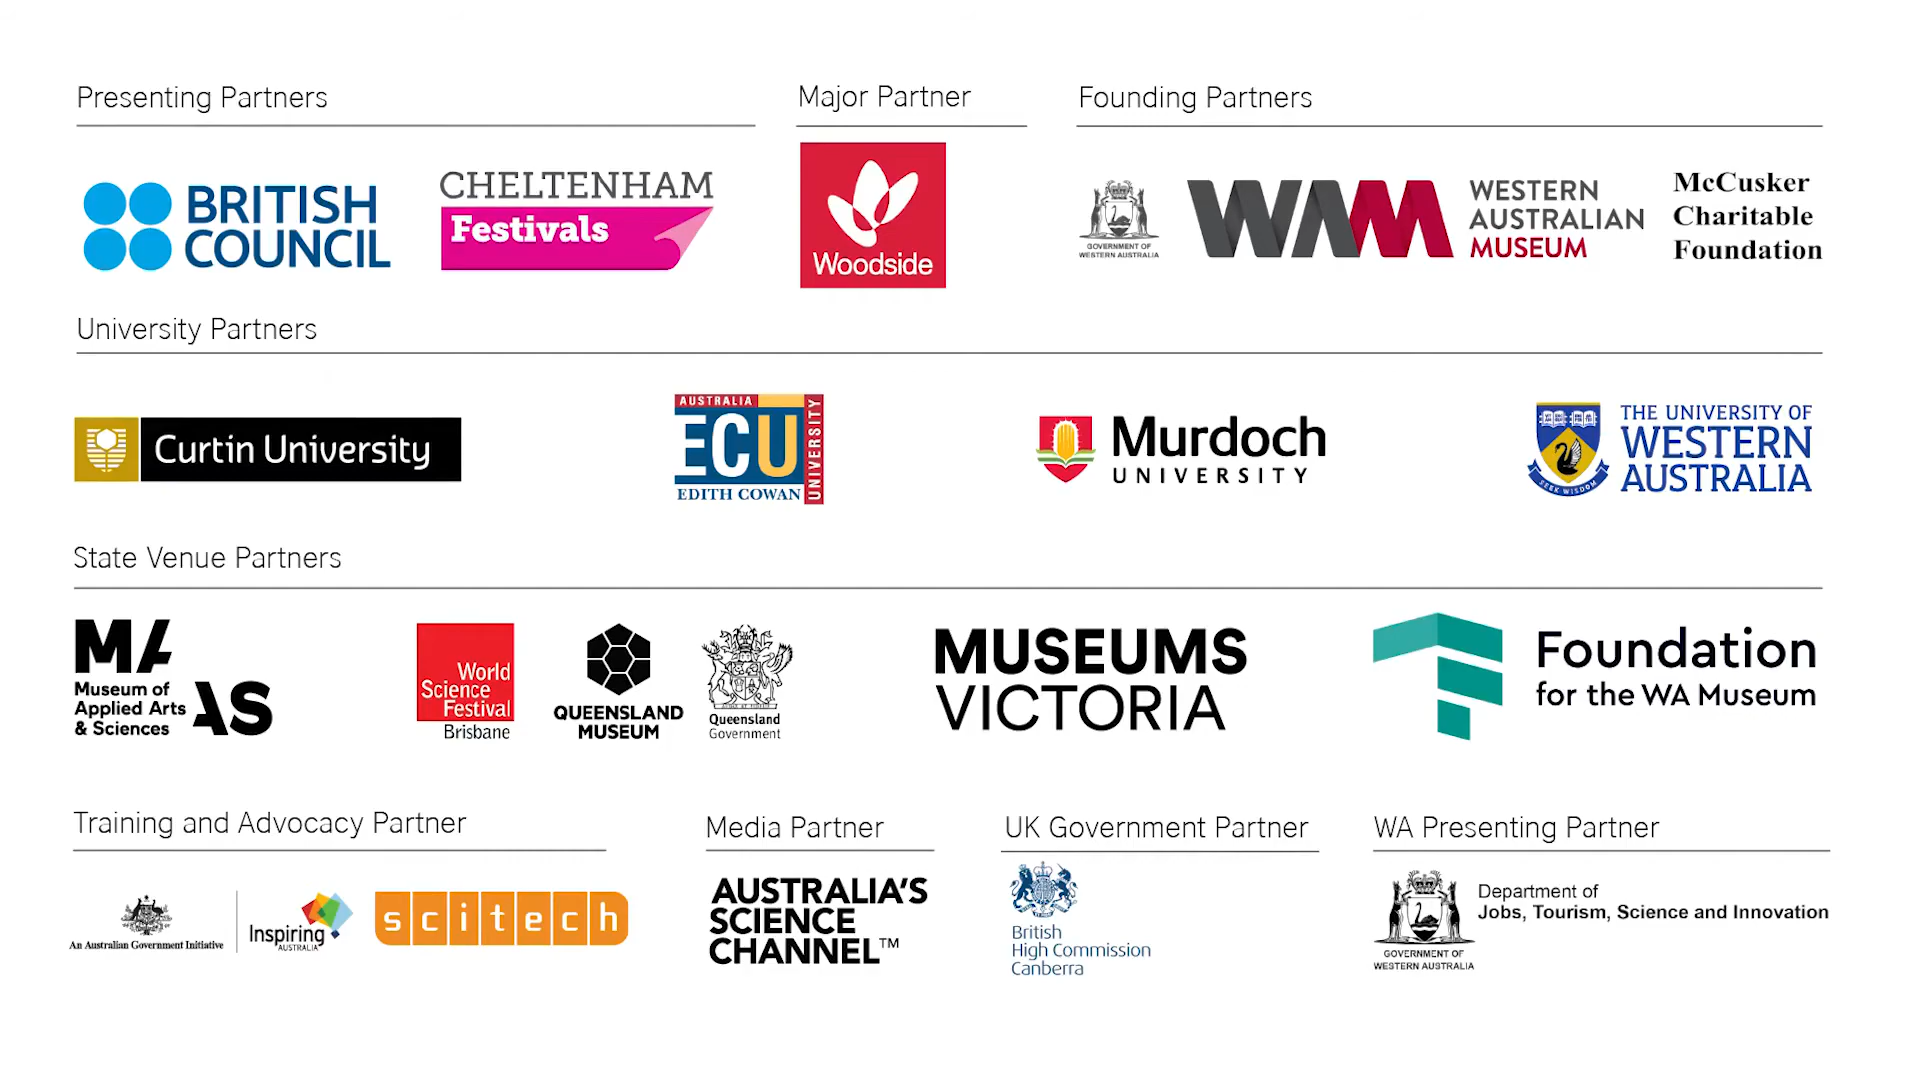 Presenting Partners
Major Partner
Founding Partners
BRITISH
COUNCIL
CHELTENHAM
Festivals
Woodside
GOVERNMENT OF
WESTERN AUSTRALIA
WAM
WESTERN
AUSTRALIAN
MUSEUM
McCusker
Charitable
Foundation
University Partners
Curtin University
AUSTRALIA
ECU
EDITH COWAN
UNIVERSITY
Murdoch
UNIVERSITY
SEEK WISDOM
THE UNIVERSITY OF
WESTERN
AUSTRALIA
State Venue Partners
MA
AS
Museum of
Applied Arts
& Sciences
World
Science
Festival
Brisbane
QUEENSLAND
MUSEUM
Queensland
Government
MUSEUMS
VICTORIA
Foundation
for the WA Museum
Training and Advocacy Partner
Media Partner
UK Government Partner
WA Presenting Partner
An Australian Government Initiative
Inspiring
AUSTRALIA
scitech
AUSTRALIA'S
SCIENCE
CHANNEL™
British
High Commission
Canberra
GOVERNMENT OF
WESTERN AUSTRALIA
Department of
Jobs, Tourism, Science and Innovation